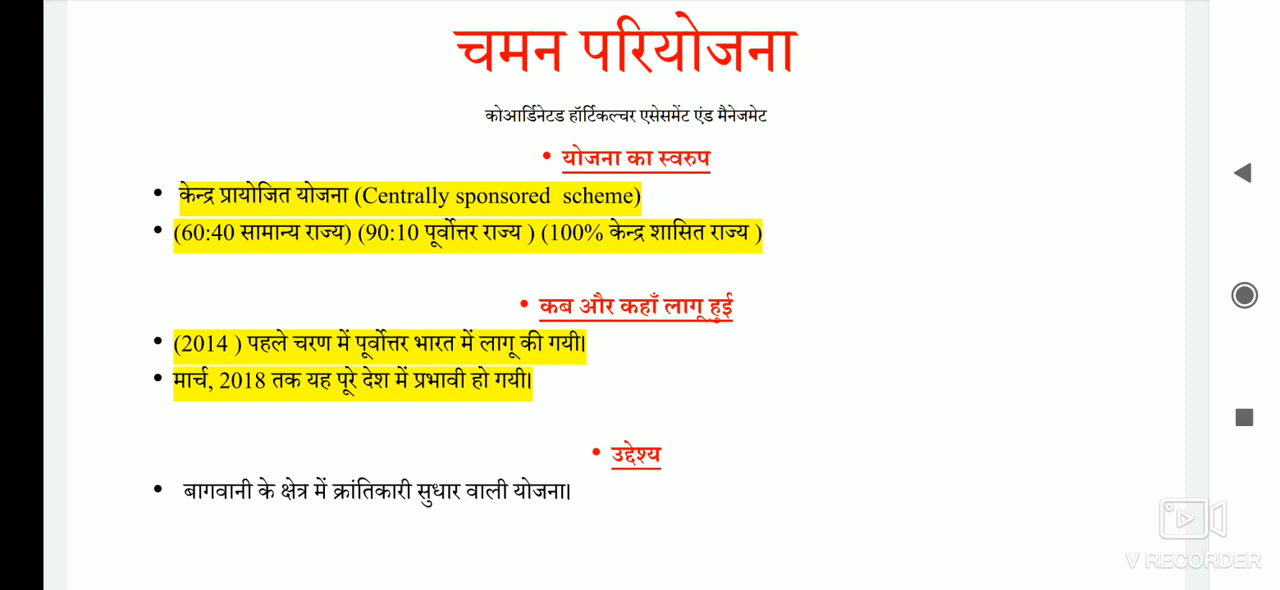 चमन परियोजना
कोआर्डिनेटड हॉर्टिकल्चर एसेसमेंट एंड मैनेजमेट
• योजना का स्वरुप
• केन्द्र प्रायोजित योजना (Centrally sponsored scheme)
• (60:40 सामान्य राज्य) (90:10 पूर्वोत्तर राज्य ) (100% केन्द्र शासित राज्य )
• कब और कहाँ लागू हुई
• (2014 ) पहले चरण में पूर्वोत्तर भारत में लागू की गयी।
• मार्च, 2018 तक यह पूरे देश में प्रभावी हो गयी।
• उद्देश्य
• बागवानी के क्षेत्र में क्रांतिकारी सुधार वाली योजना।
V RECORDER